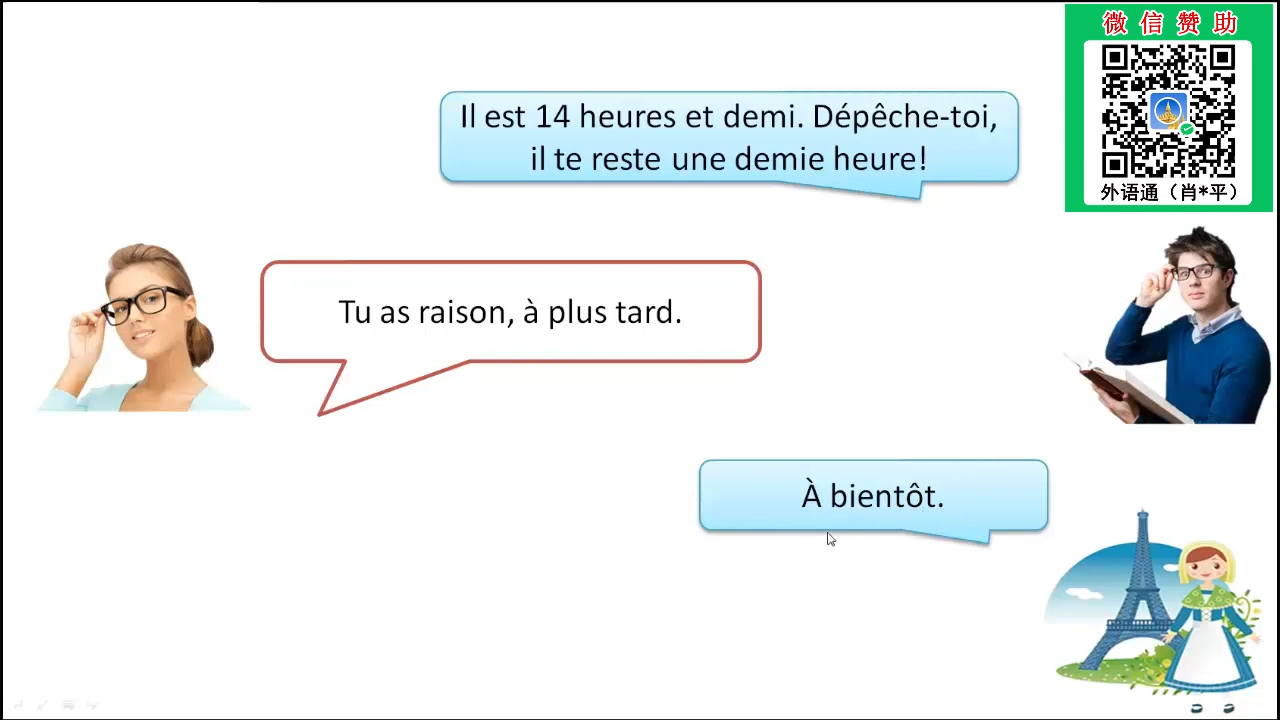 微信赞助
外语通（肖*平）
Il est 14 heures et demi. Dépêche-toi,
il te reste une demie heure!
Tu as raison, à plus tard.
À bientôt.